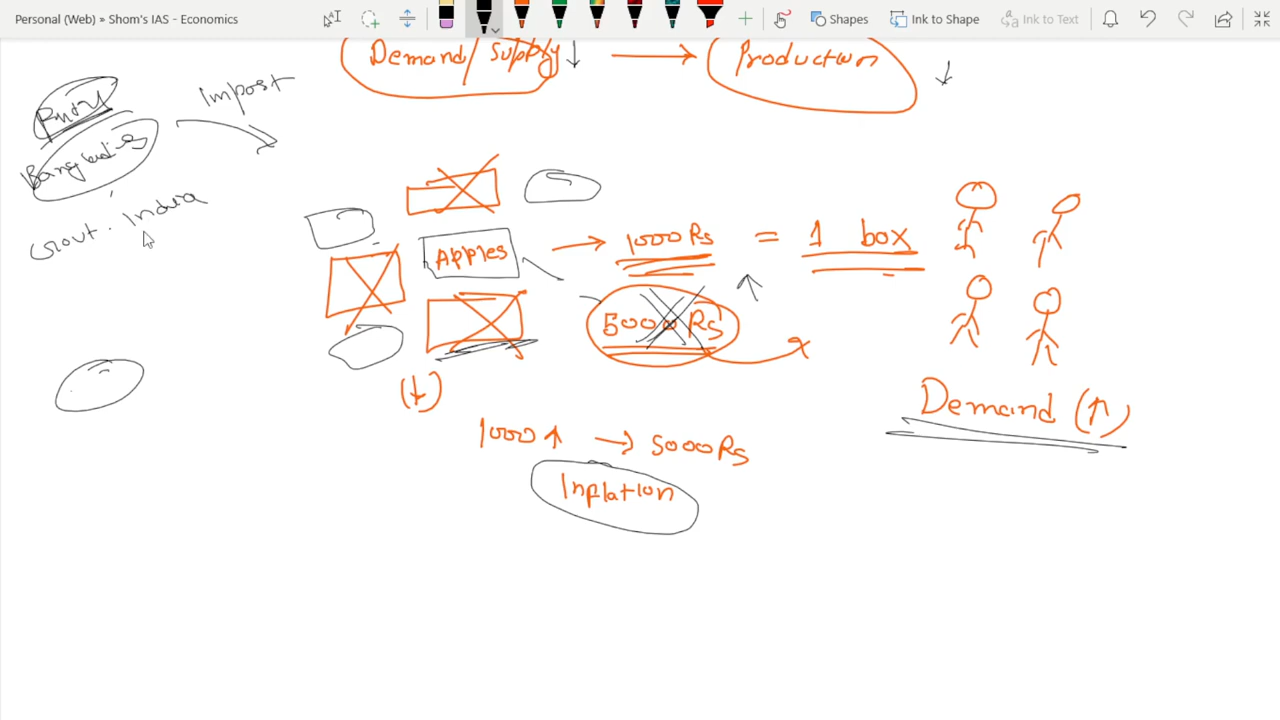 Personal (Web) » Shom's IAS - Economics
Shapes
Ink to Shape
Ink to Text
Demand/Supply ↓ → Production ↓
Import
Govt. India
Apples → 1000 Rs = 1 box
5000 Rs
(↓)
Demand (↑)
1000 ↑ → 5000 Rs
Inflation